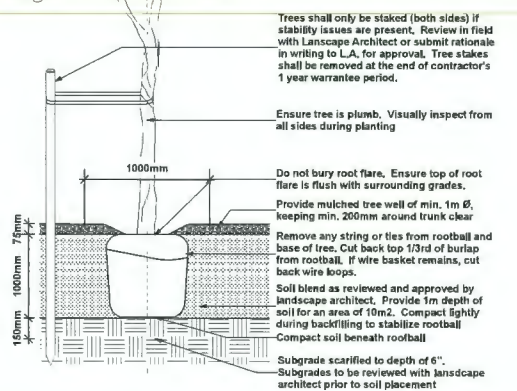 Trees shall only be staked (both sides) if
stability issues are present. Review in field
with Lanscape Architect or submit rationale
in writing to L.A. for approval. Tree stakes
shall be removed at the end of contractor's
1 year warrantee period.
Ensure tree is plumb. Visually inspect from
all sides during planting
1000mm
Do not bury root flare. Ensure top of root
flare is flush with surrounding grades.
Provide mulched tree well of min. 1m Ø,
keeping min. 200mm around trunk clear
75mm
Remove any string or ties from rootball and
base of tree. Cut back top 1/3rd of burlap
from rootball. If wire basket remains, cut
back wire loops.
1000mm
Soil blend as reviewed and approved by
landscape architect. Provide 1m depth of
soil for an area of 10m2. Compact lightly
during backfilling to stabilize rootball
150mm
Compact soil beneath rootball
Subgrade scarified to depth of 6".
Subgrades to be reviewed with lansdcape
architect prior to soil placement